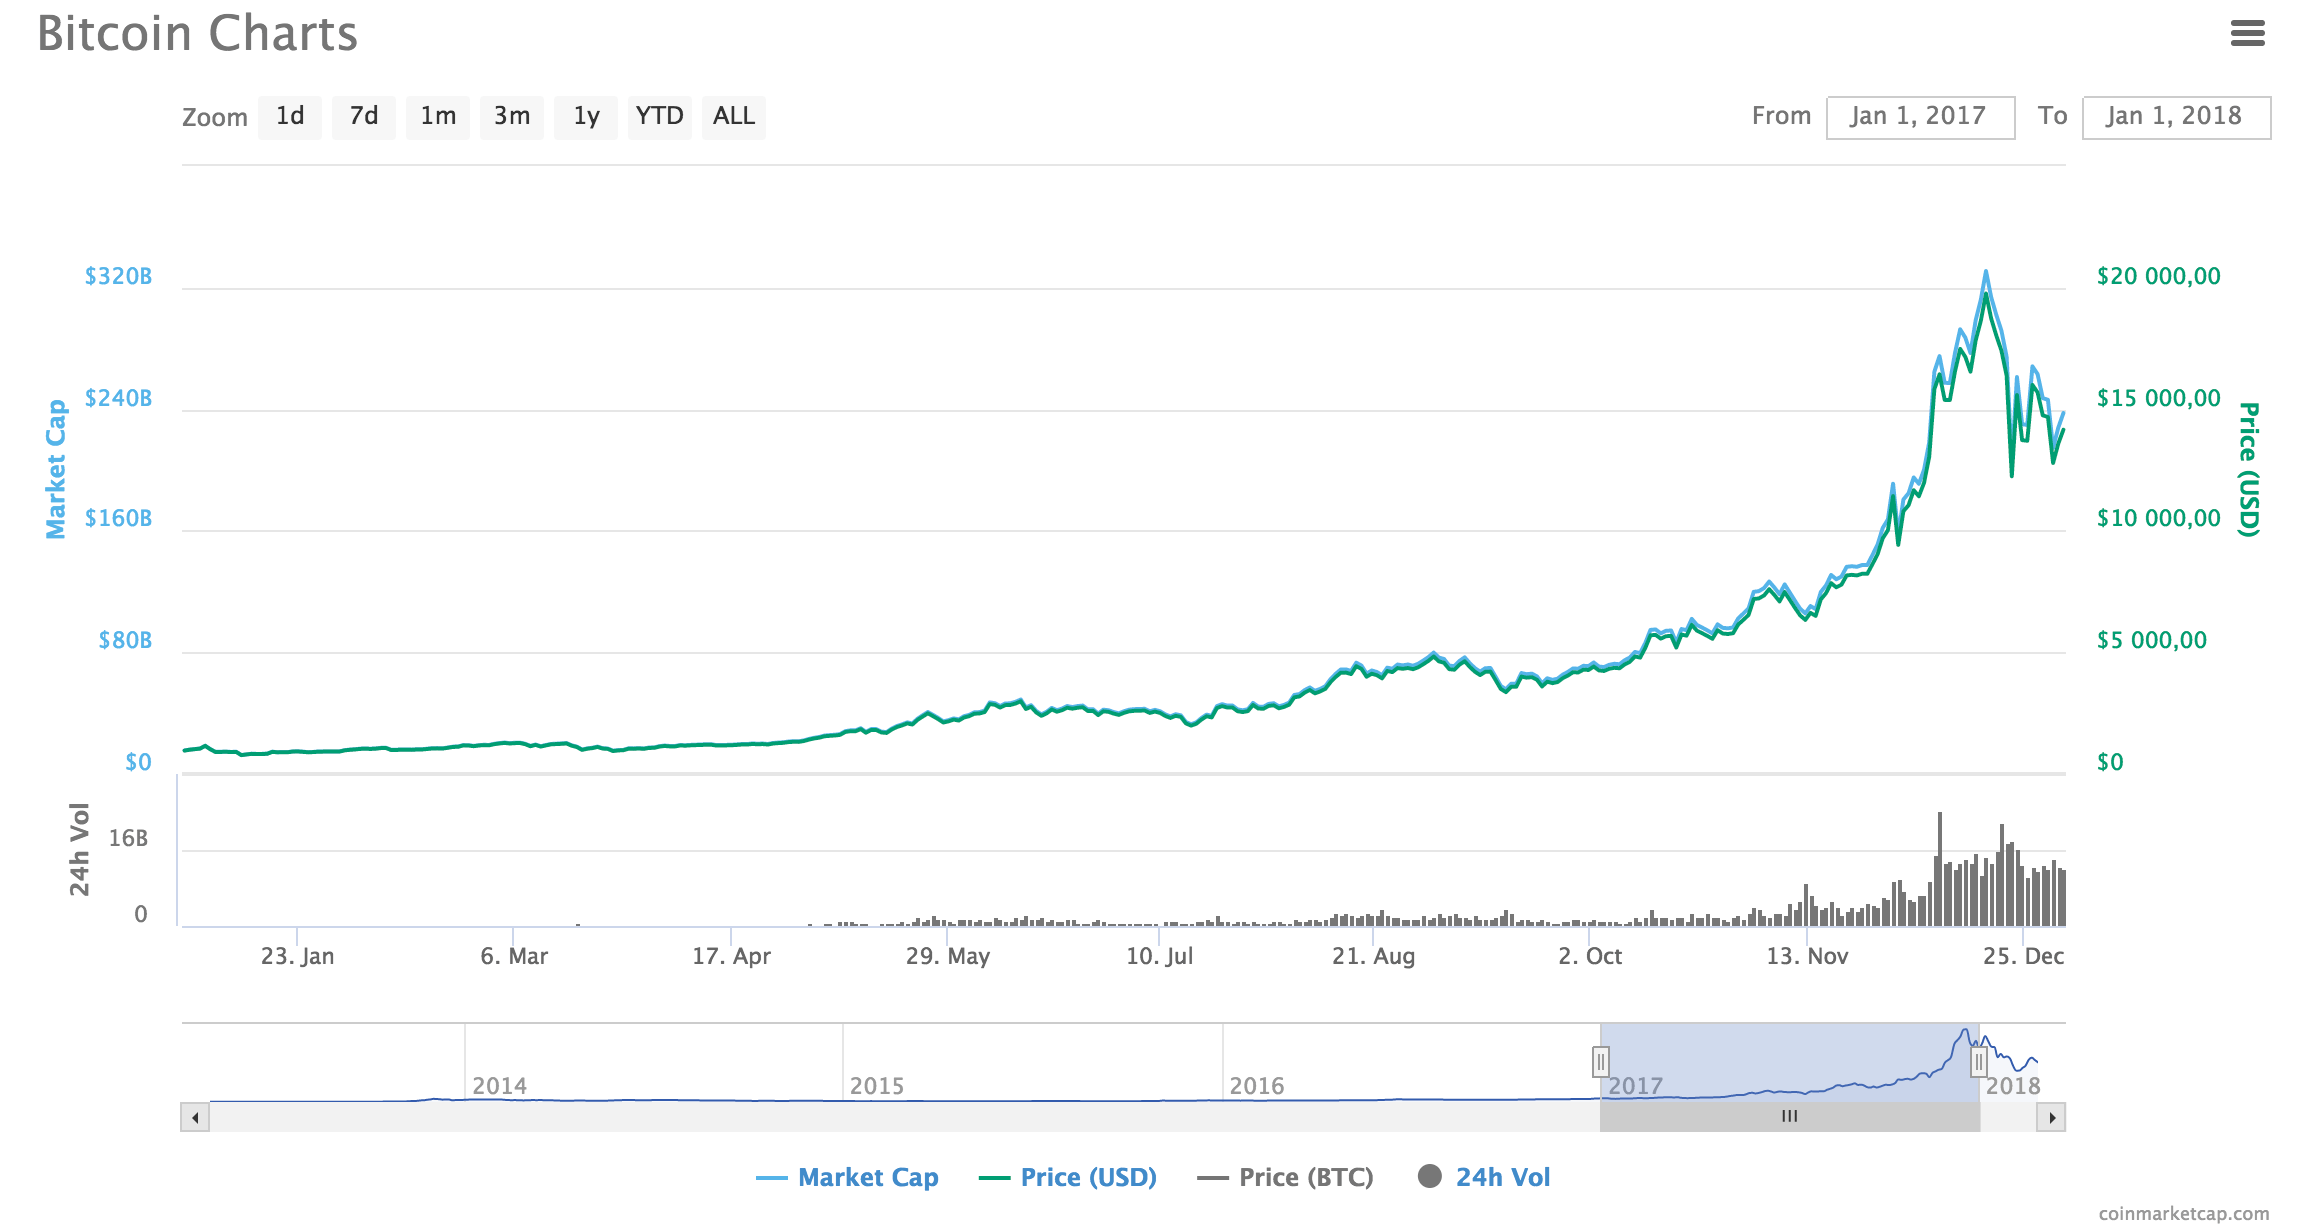 Bitcoin Charts
Zoom 1d 7d 1m 3m 1y YTD ALL From Jan 1, 2017 To Jan 1, 2018
$320B $20 000,00
$240B $15 000,00
Market Cap
Price (USD)
$160B $10 000,00
$80B $5 000,00
$0 $0
24h Vol
16B
0
23. Jan 6. Mar 17. Apr 29. May 10. Jul 21. Aug 2. Oct 13. Nov 25. Dec
2014 2015 2016 2017 2018
Market Cap Price (USD) Price (BTC) 24h Vol
coinmarketcap.com